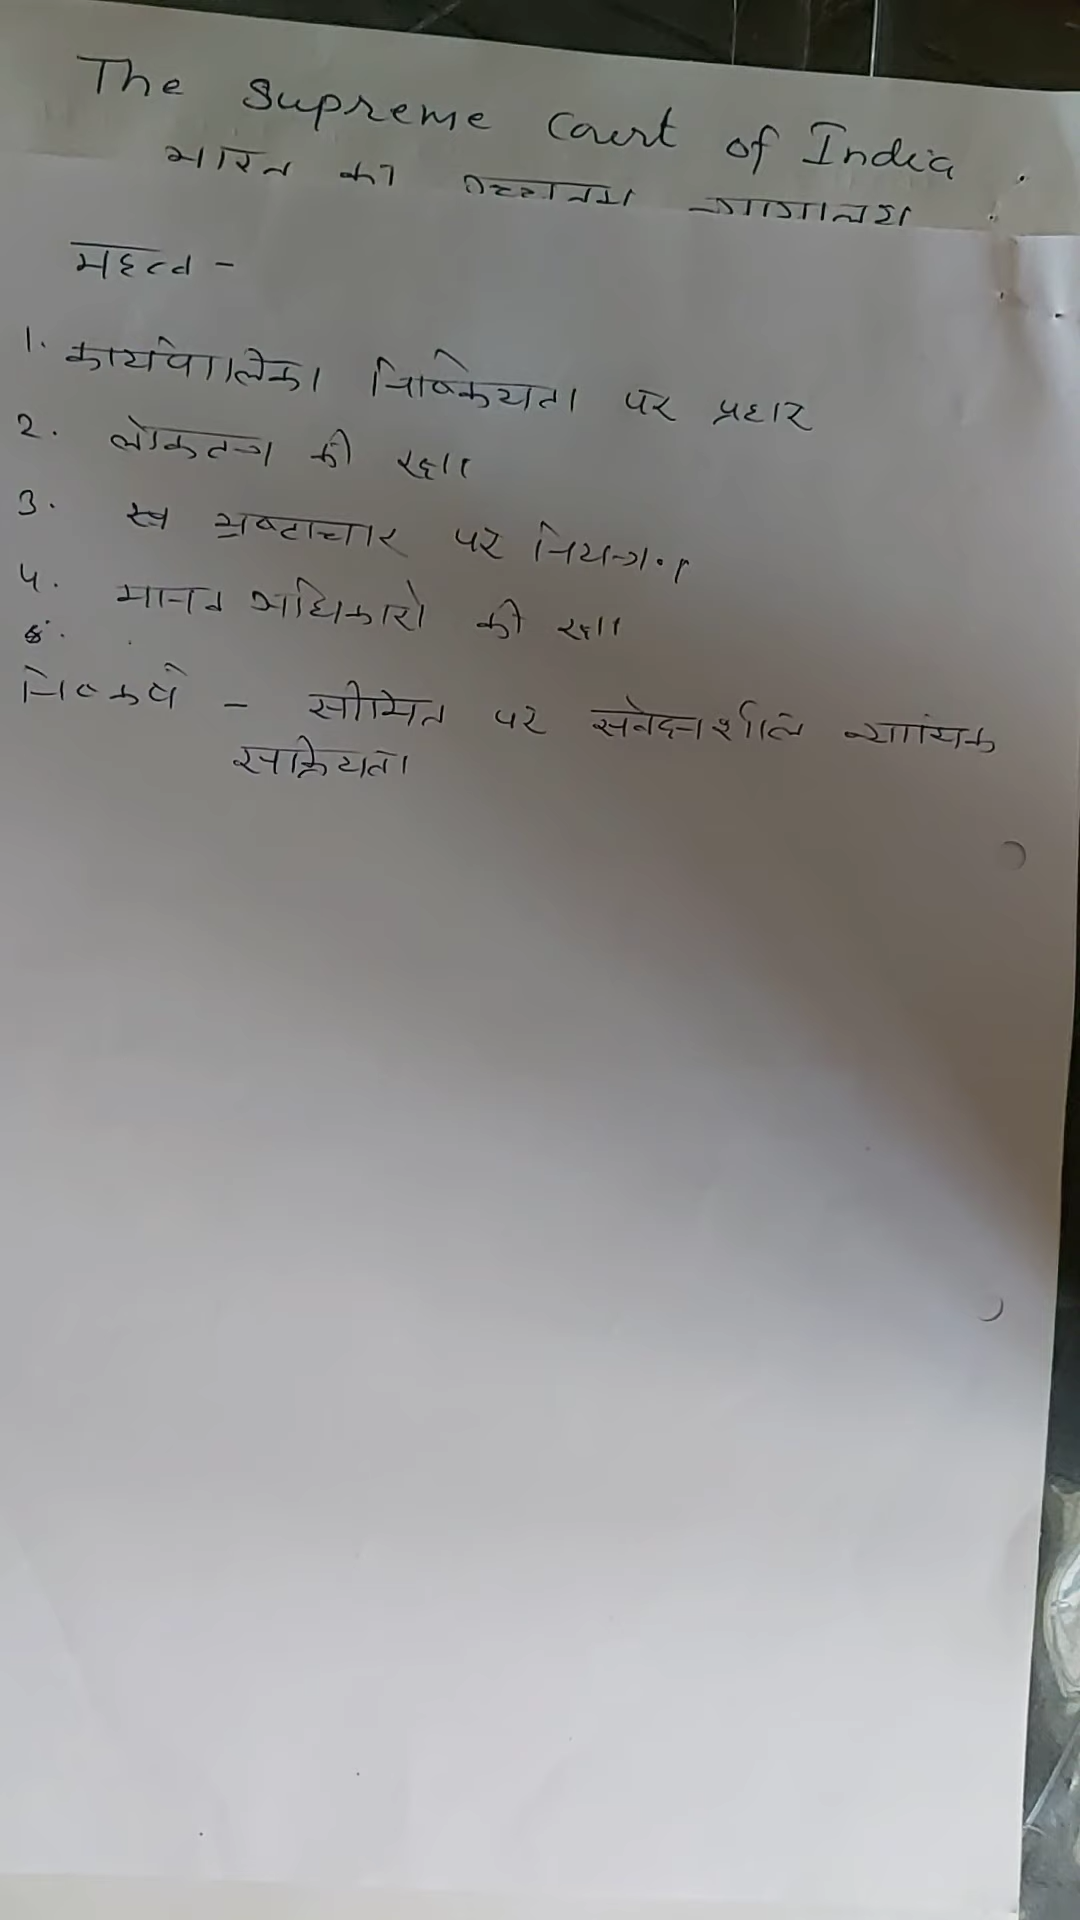 The Supreme Court of India.
भारत का उच्चतम न्यायालय.
महत्व -
1. कार्यपालिका निष्क्रियता पर प्रहार
2. लोकतन्त्र की रक्षा
3. भ्रष्टाचार पर नियन्त्रण
4. मानव अधिकारो की रक्षा
निष्कर्ष - सीमित पर संवेदनशील न्यायिक
सक्रियता